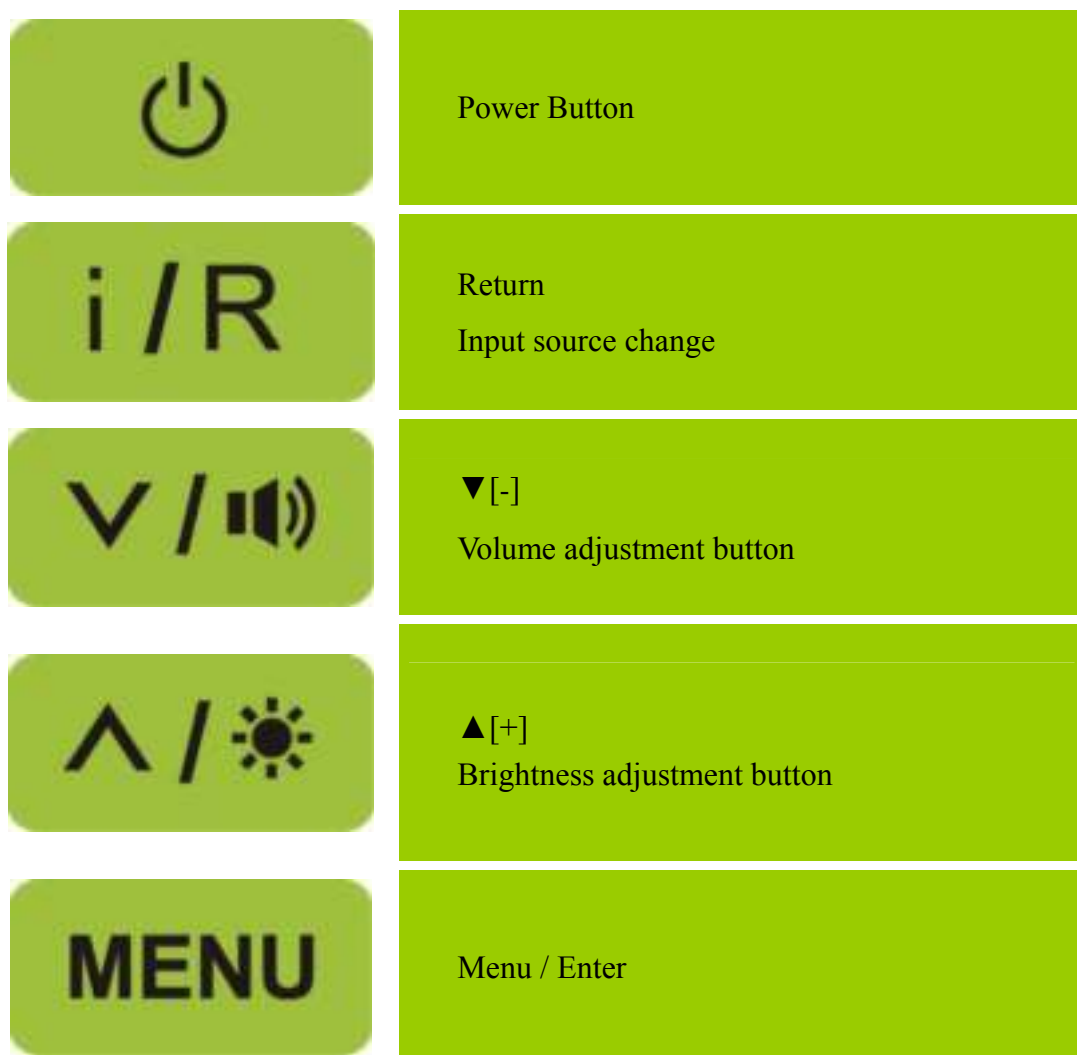 Power Button
i / R
Return
Input source change
/
▼[-]
Volume adjustment button
/
▲[+]
Brightness adjustment button
MENU
Menu / Enter